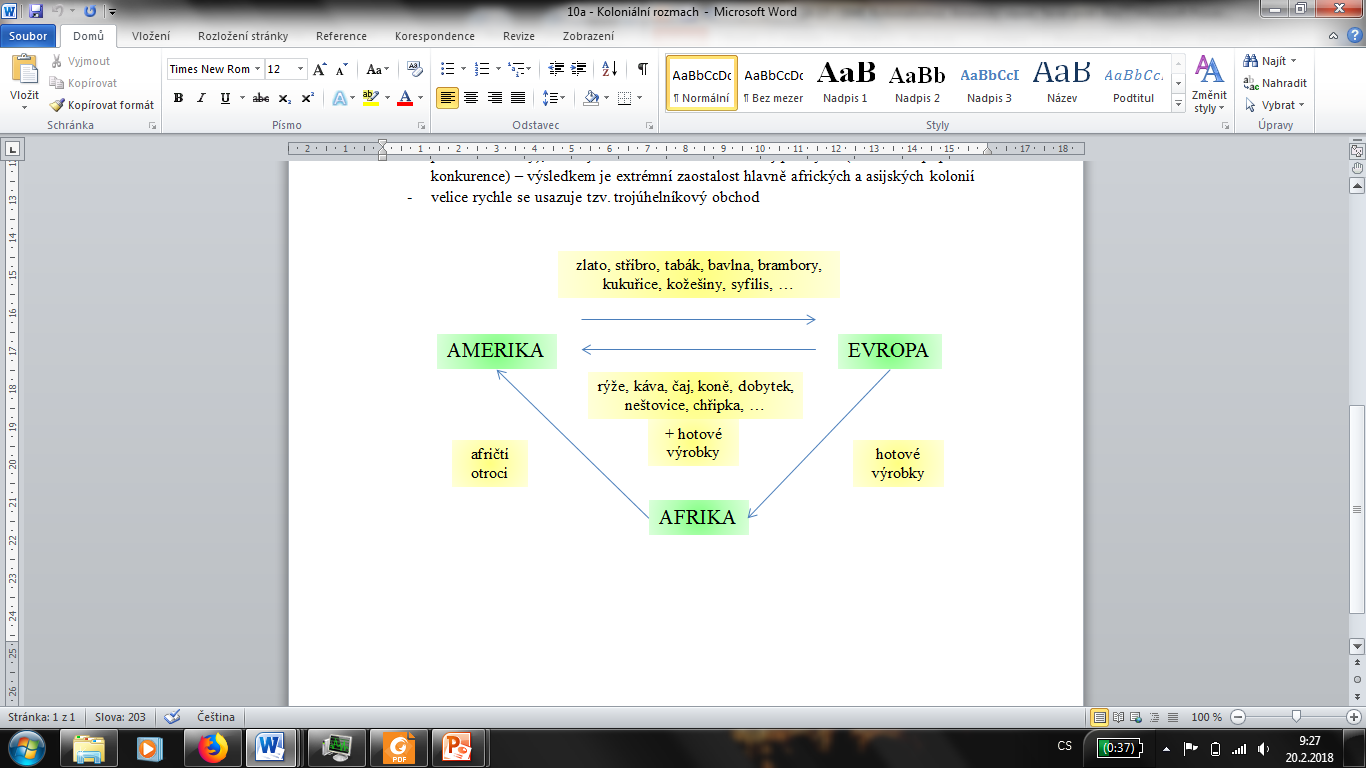 10a - Koloniální rozmach - Microsoft Word
Soubor Domů Vložení Rozložení stránky Reference Korespondence Revize Zobrazení
Vložit
Vyjmout
Kopírovat
Kopírovat formát
Schránka
Times New Rom 12
Písmo
Odstavec
AaBbCcDc AaBbCcDc AaB AaBb AaBbCcI AaB AaBbCc.
¶ Normální ¶ Bez mezer Nadpis 1 Nadpis 2 Nadpis 3 Název Podtitul
Změnit
styly
Styly
Najít
Nahradit
Vybrat
Úpravy
konkurence) – výsledkem je extrémní zaostalost hlavně afrických a asijských kolonií
- velice rychle se usazuje tzv. trojúhelníkový obchod
zlato, stříbro, tabák, bavlna, brambory,
kukuřice, kožešiny, syfilis, …
AMERIKA
EVROPA
rýže, káva, čaj, koně, dobytek,
neštovice, chřipka, …
+ hotové
výrobky
afričtí
otroci
hotové
výrobky
AFRIKA
Stránka: 1 z 1 Slova: 203 Čeština 100 %
CS (0:37) 9:27
20.2.2018